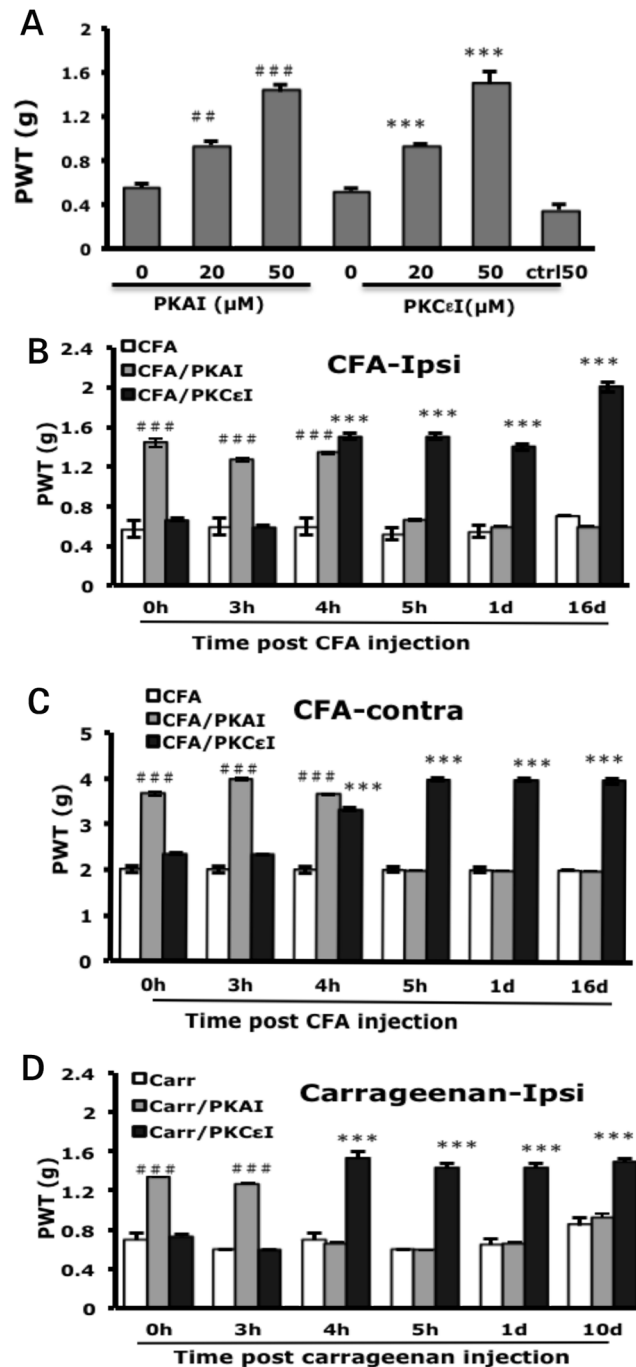 A
PWT (g)
2
1.6
1.2
0.8
0.4
0
##
###
***
***
0 20 50 0 20 50 ctrl50
PKAI (µM) PKCεI(µM)
B
CFA-Ipsi
CFA
CFA/PKAI
CFA/PKCεI
PWT (g)
2.4
2
1.6
1.2
0.8
0.4
0
### ### ### *** *** *** ***
0h 3h 4h 5h 1d 16d
Time post CFA injection
C
CFA-contra
CFA
CFA/PKAI
CFA/PKCεI
PWT (g)
5
4
3
2
1
0
### ### ### *** *** *** ***
0h 3h 4h 5h 1d 16d
Time post CFA injection
D
Carrageenan-Ipsi
Carr
Carr/PKAI
Carr/PKCεI
PWT (g)
2.4
2
1.6
1.2
0.8
0.4
0
### ### *** *** *** ***
0h 3h 4h 5h 1d 10d
Time post carrageenan injection